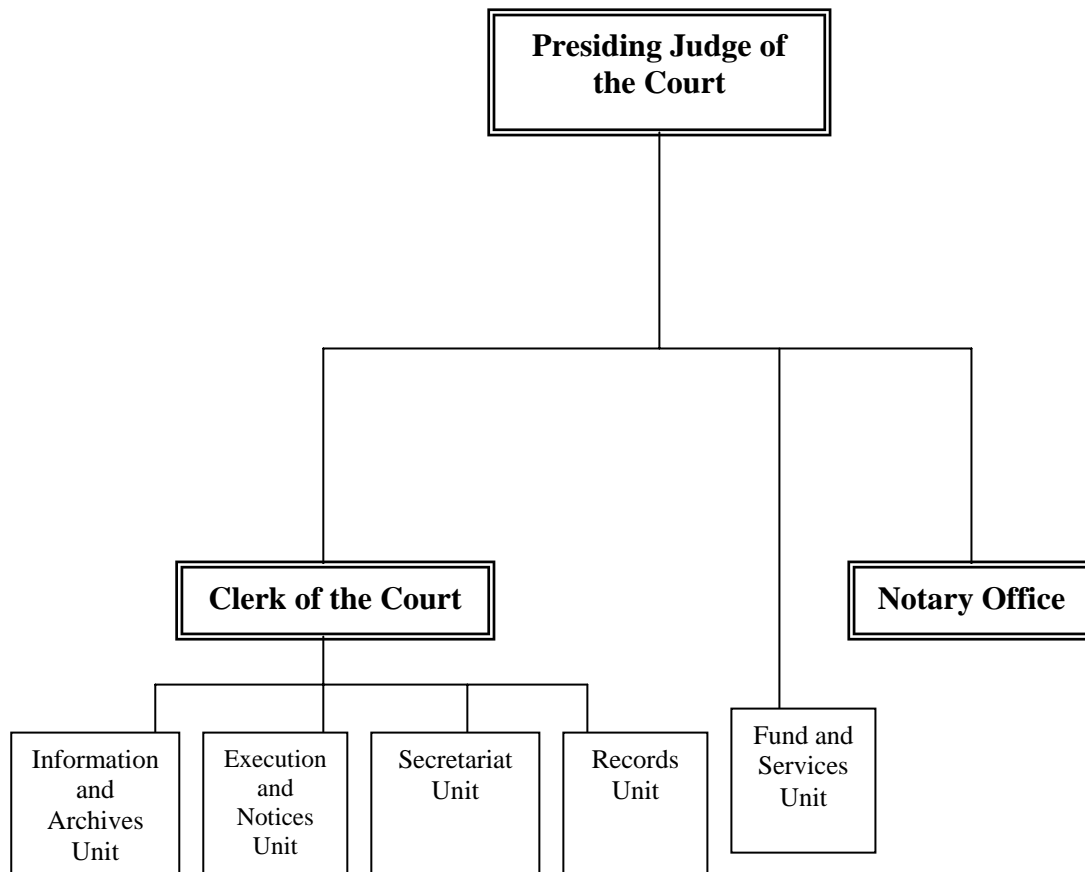 Presiding Judge of
the Court
Clerk of the Court
Notary Office
Information
and
Archives
Unit
Execution
and
Notices
Unit
Secretariat
Unit
Records
Unit
Fund and
Services
Unit